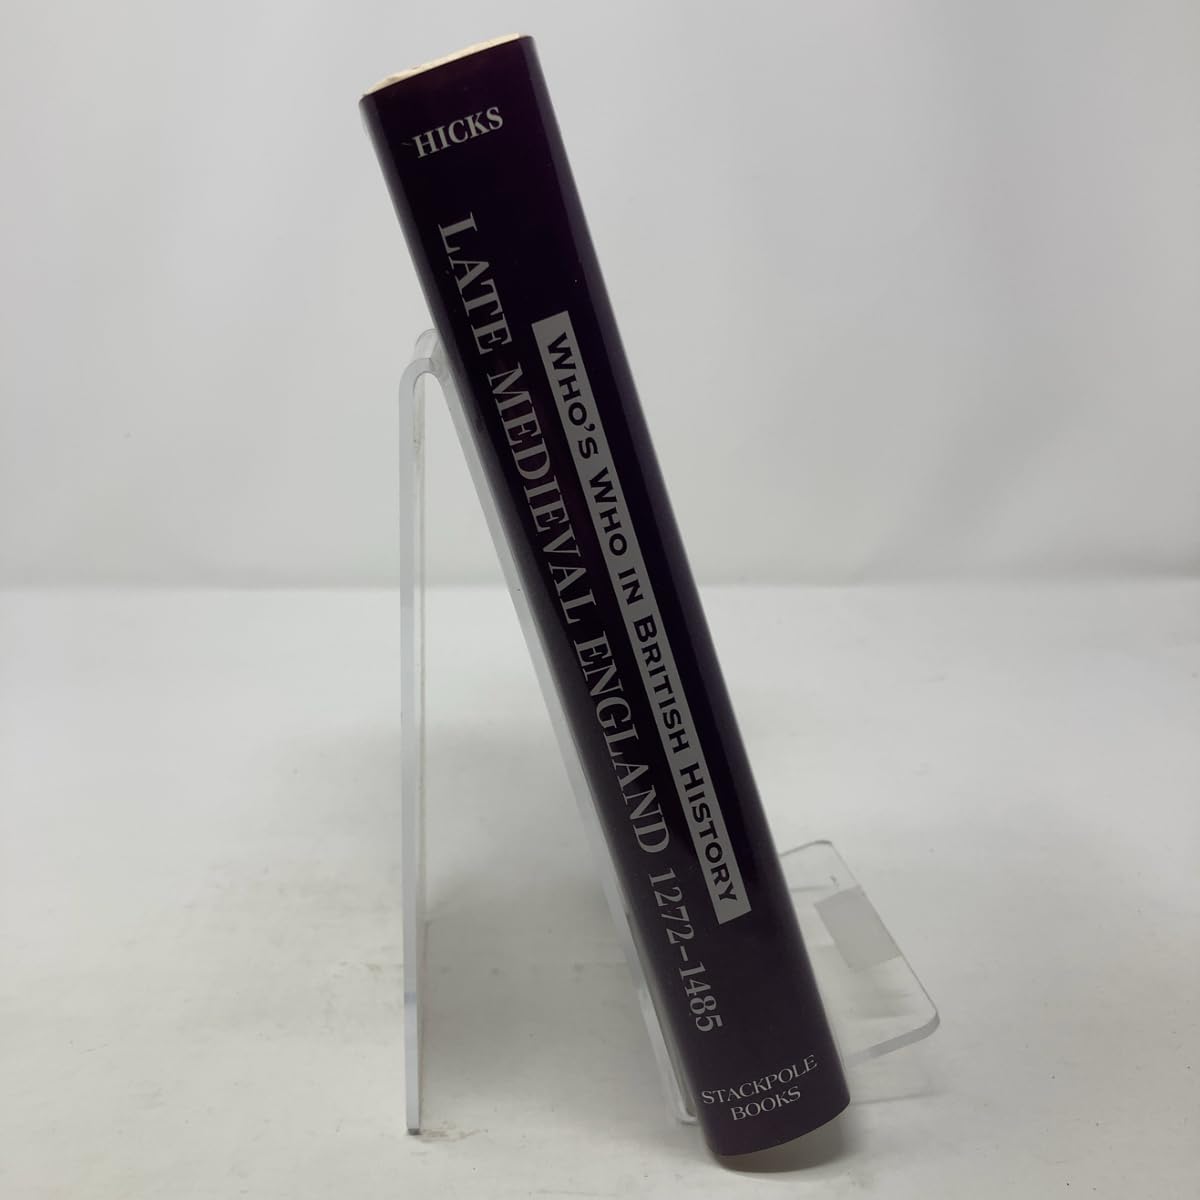 HICKS
WHO'S WHO IN BRITISH HISTORY
LATE MEDIEVAL ENGLAND 1272-1485
STACKPOLE
BOOKS